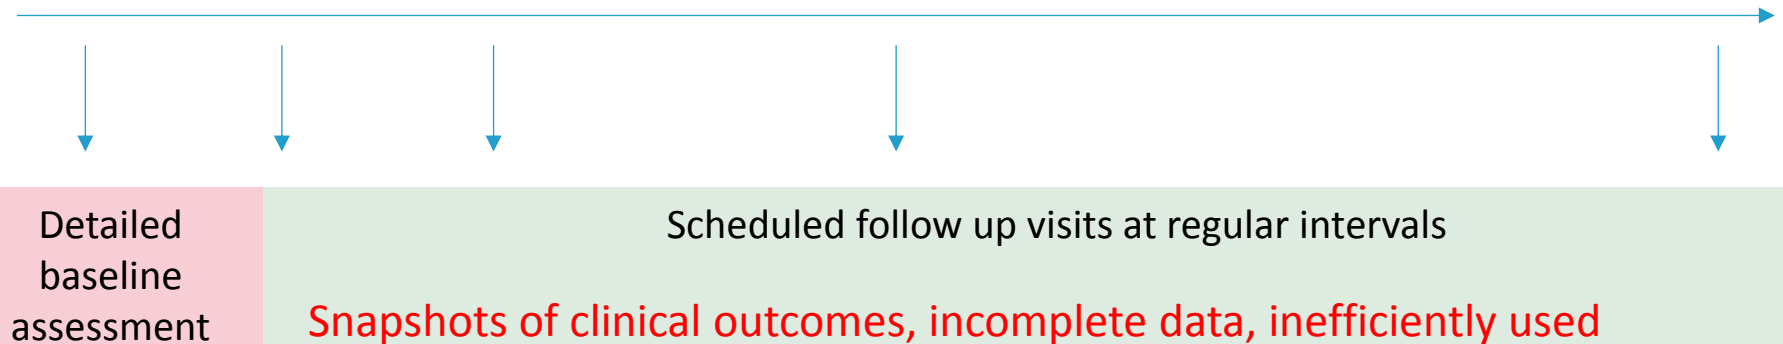 Detailed
baseline
assessment
Scheduled follow up visits at regular intervals
Snapshots of clinical outcomes, incomplete data, inefficiently used